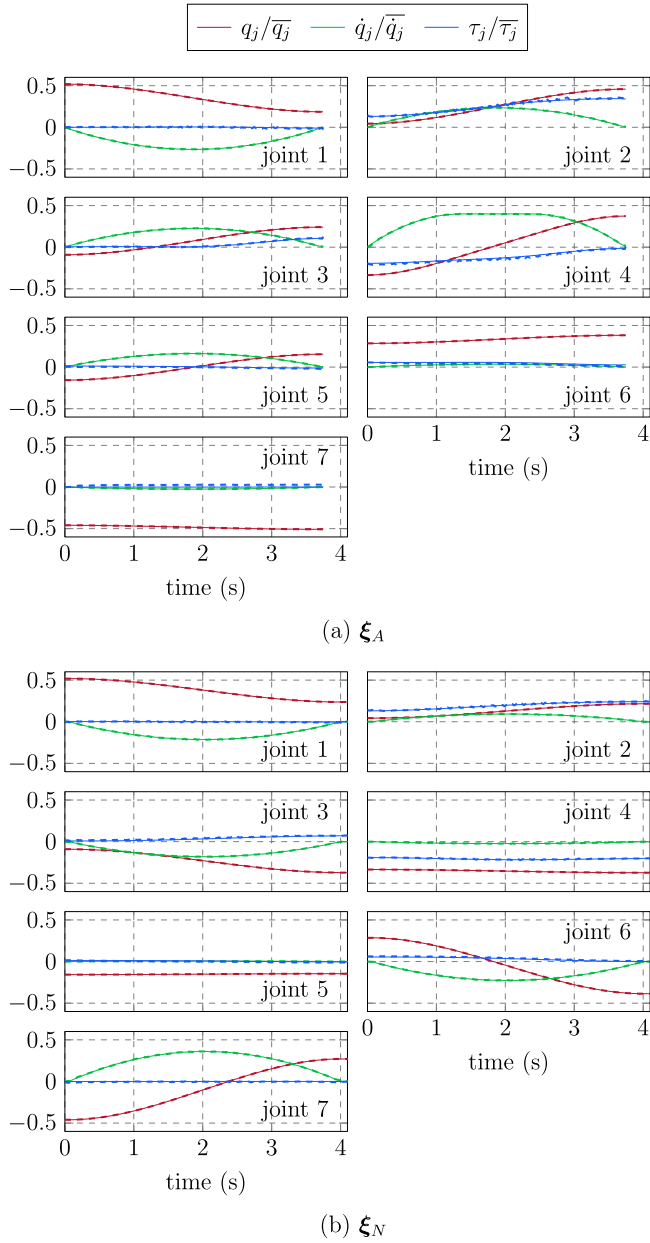 q_j/\overline{q_j} \dot{q}_j/\overline{\dot{q}_j} τ_j/\overline{τ_j}
0.5
0
−0.5
joint 1
joint 2
0.5
0
−0.5
joint 3
joint 4
0.5
0
−0.5
joint 5
joint 6
0 1 2 3 4
time (s)
0.5
0
−0.5
joint 7
0 1 2 3 4
time (s)
(a) ξ_A
0.5
0
−0.5
joint 1
joint 2
0.5
0
−0.5
joint 3
joint 4
0.5
0
−0.5
joint 5
joint 6
0 1 2 3 4
time (s)
0.5
0
−0.5
joint 7
0 1 2 3 4
time (s)
(b) ξ_N